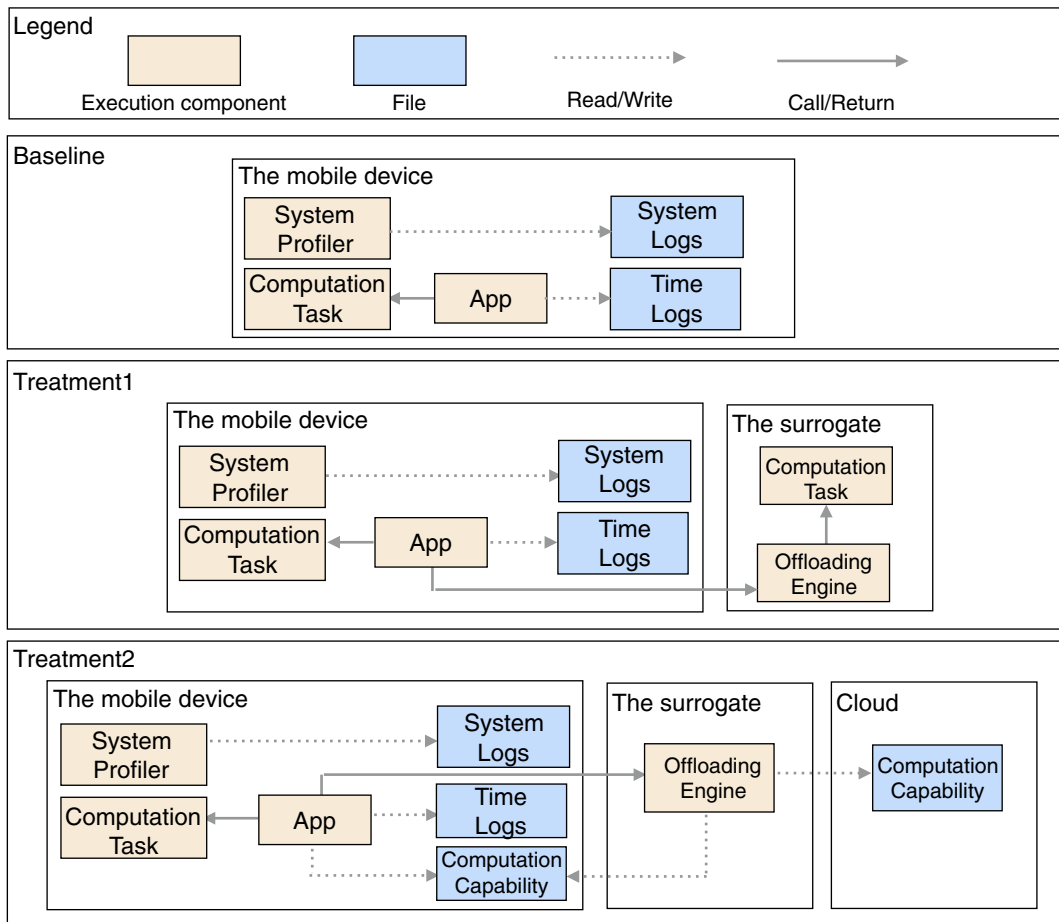 Legend
Execution component
File
Read/Write
Call/Return
Baseline
The mobile device
System
Profiler
System
Logs
Computation
Task
App
Time
Logs
Treatment1
The mobile device
System
Profiler
System
Logs
Computation
Task
App
Time
Logs
The surrogate
Computation
Task
Offloading
Engine
Treatment2
The mobile device
System
Profiler
System
Logs
Computation
Task
App
Time
Logs
Computation
Capability
The surrogate
Offloading
Engine
Cloud
Computation
Capability